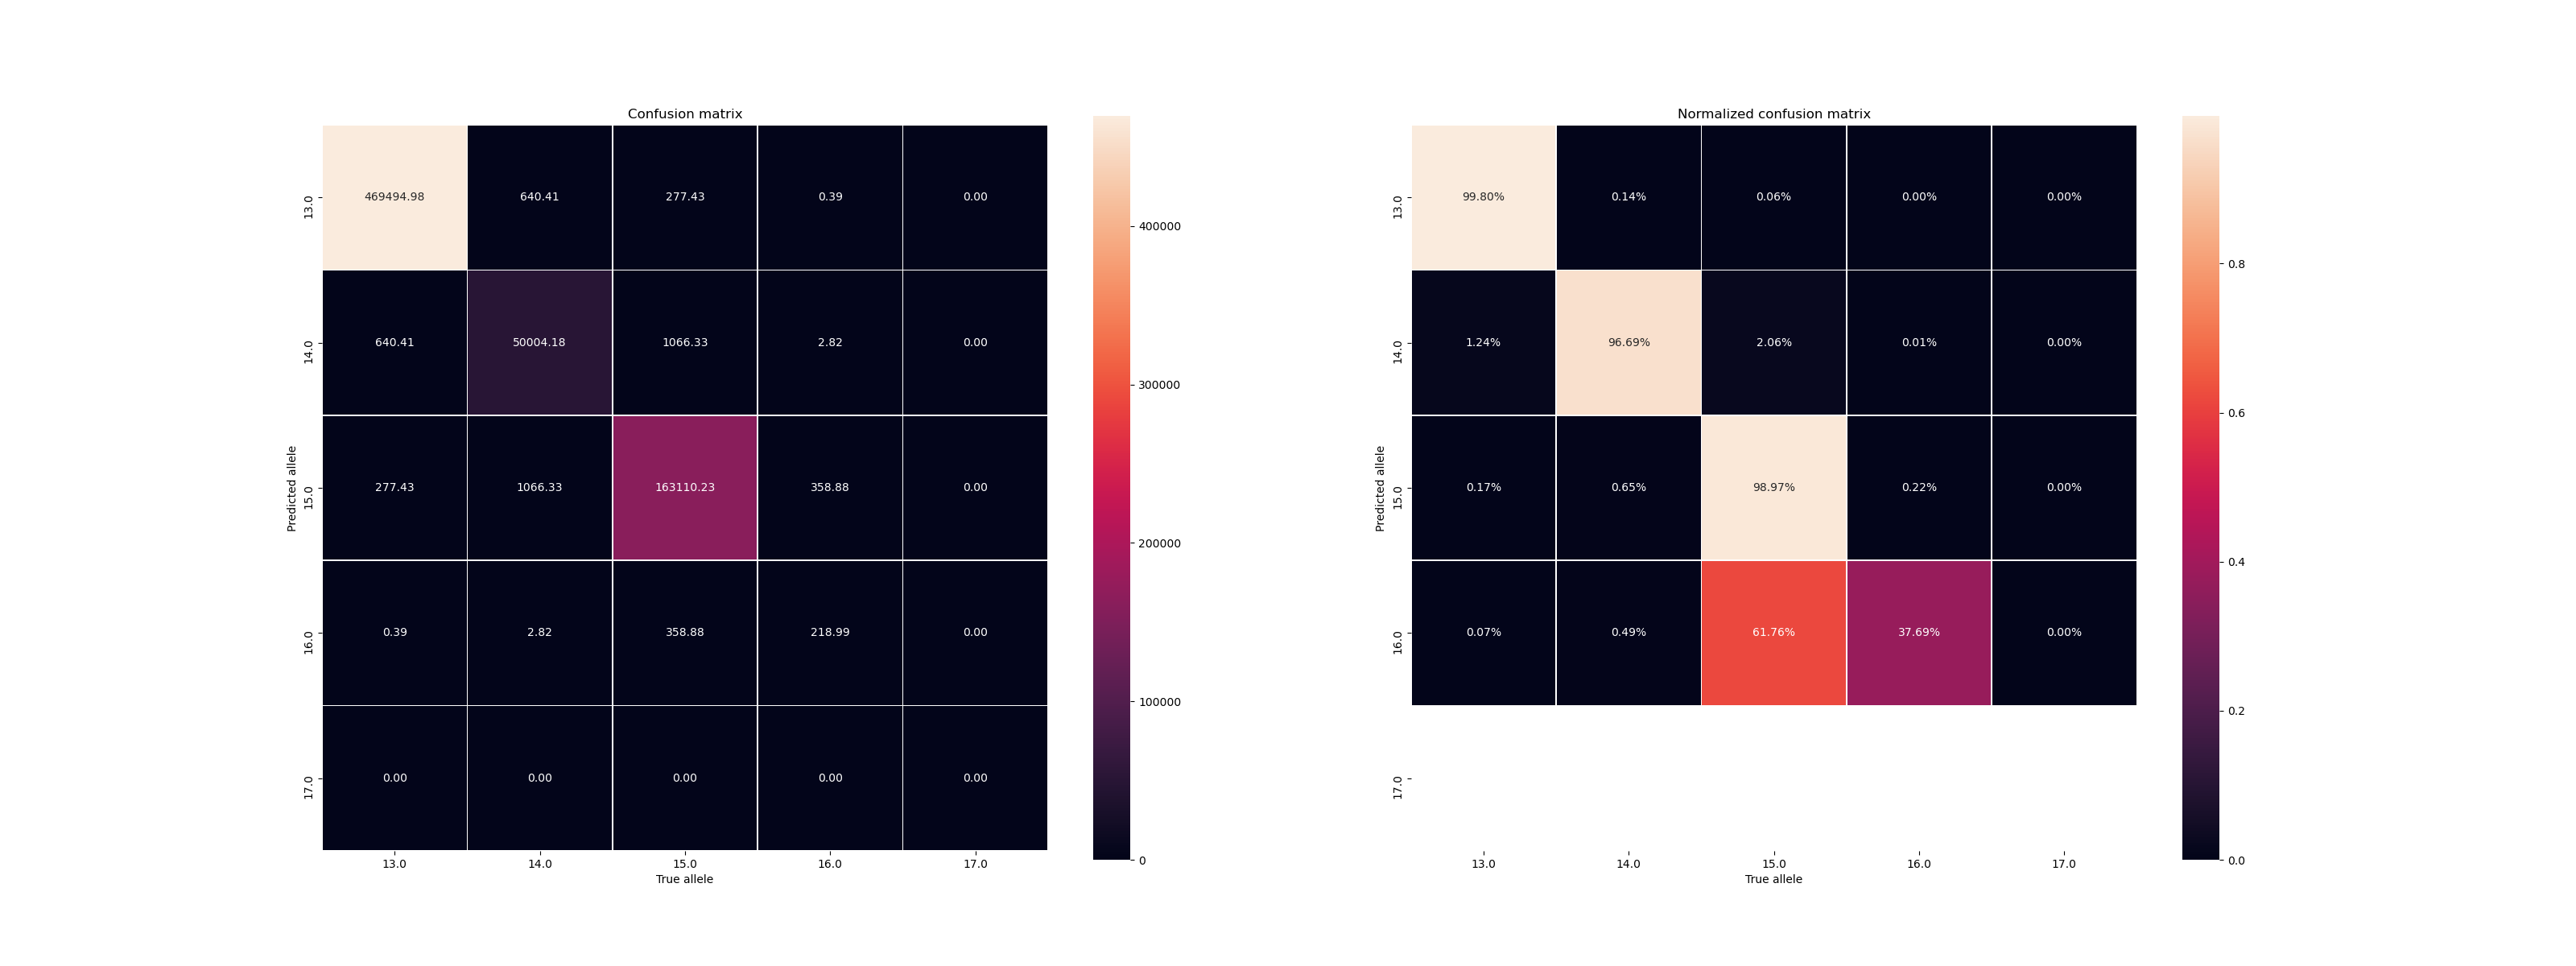 Confusion matrix
469494.98 640.41 277.43 0.39 0.00
640.41 50004.18 1066.33 2.82 0.00
277.43 1066.33 163110.23 358.88 0.00
0.39 2.82 358.88 218.99 0.00
0.00 0.00 0.00 0.00 0.00
13.0
14.0
15.0
16.0
17.0
Predicted allele
13.0 14.0 15.0 16.0 17.0
True allele
400000
300000
200000
100000
0
Normalized confusion matrix
99.80% 0.14% 0.06% 0.00% 0.00%
1.24% 96.69% 2.06% 0.01% 0.00%
0.17% 0.65% 98.97% 0.22% 0.00%
0.07% 0.49% 61.76% 37.69% 0.00%
13.0
14.0
15.0
16.0
17.0
Predicted allele
13.0 14.0 15.0 16.0 17.0
True allele
0.8
0.6
0.4
0.2
0.0